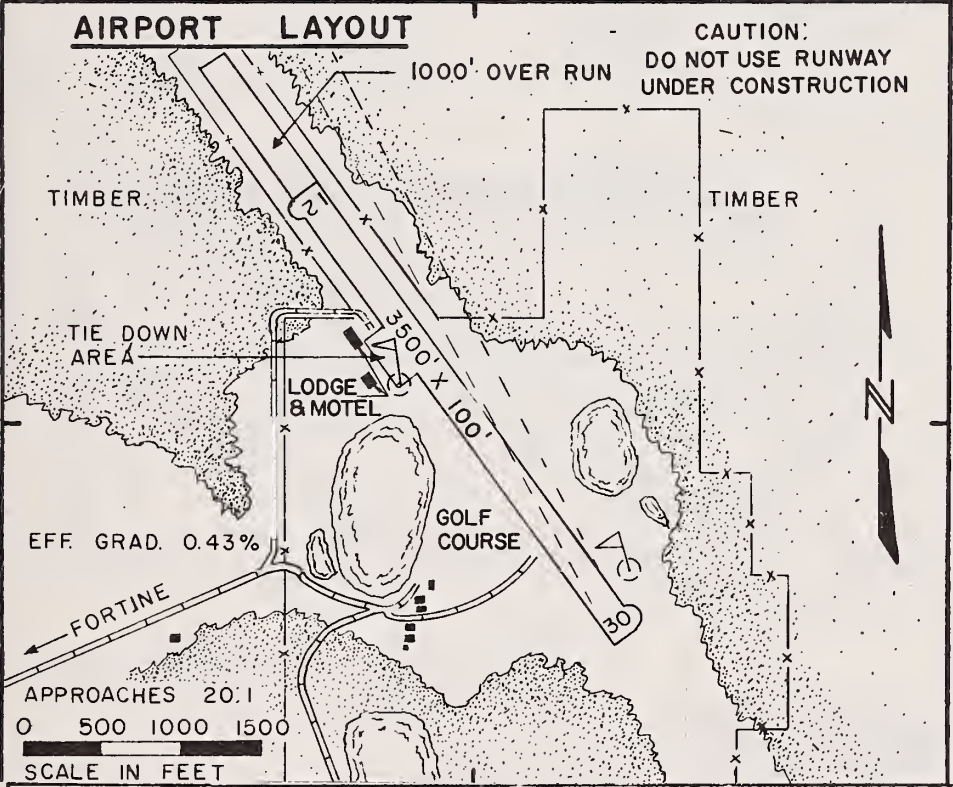 AIRPORT LAYOUT
CAUTION:
DO NOT USE RUNWAY
UNDER CONSTRUCTION
1000' OVER RUN
TIMBER
TIMBER
12
TIE DOWN
AREA
3500' X 100'
LODGE
& MOTEL
N
GOLF
COURSE
EFF. GRAD. 0.43%
FORTINE
30
APPROACHES 20:1
0 500 1000 1500
SCALE IN FEET